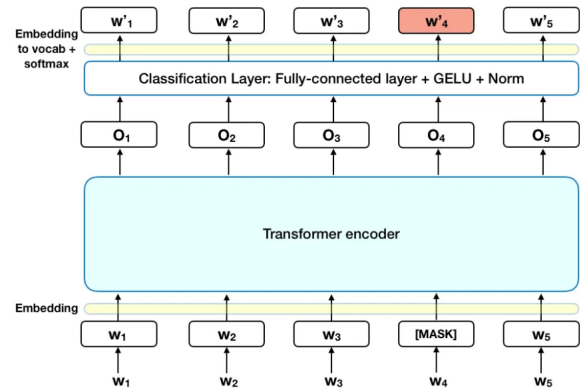 Embedding to vocab + softmax
w'₁ w'₂ w'₃ w'₄ w'₅
Classification Layer: Fully-connected layer + GELU + Norm
O₁ O₂ O₃ O₄ O₅
Transformer encoder
Embedding
W₁ W₂ W₃ [MASK] W₅
W₁ W₂ W₃ W₄ W₅